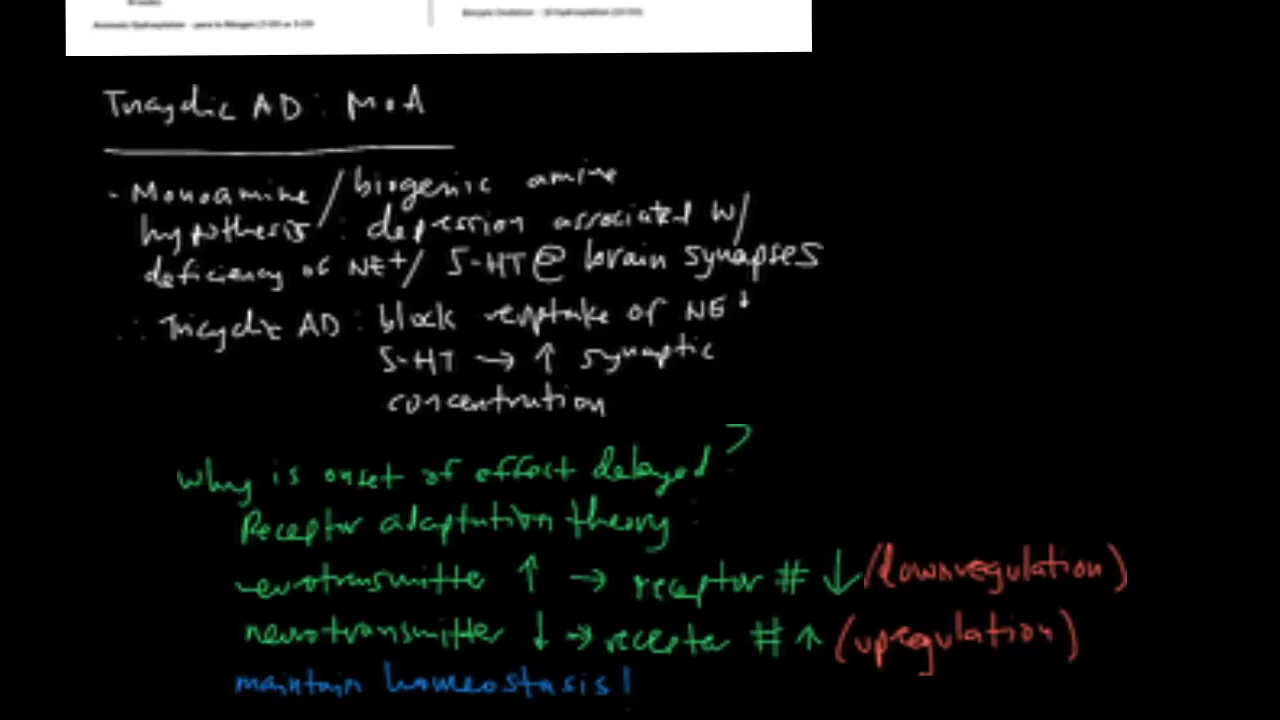 Aromatic Hydroxylation
Tricyclic AD : MoA
- Monoamine / biogenic amine
hypothesis : depression associated w/
deficiency of NE +/ 5-HT @ brain synapses
∴ Tricyclic AD : block reuptake of NE +
5-HT → ↑ synaptic
concentration
why is onset of effect delayed?
Receptor adaptation theory :
neurotransmitter ↑ → receptor # ↓ (downregulation)
neurotransmitter ↓ → receptor # ↑ (upregulation)
maintain homeostasis!